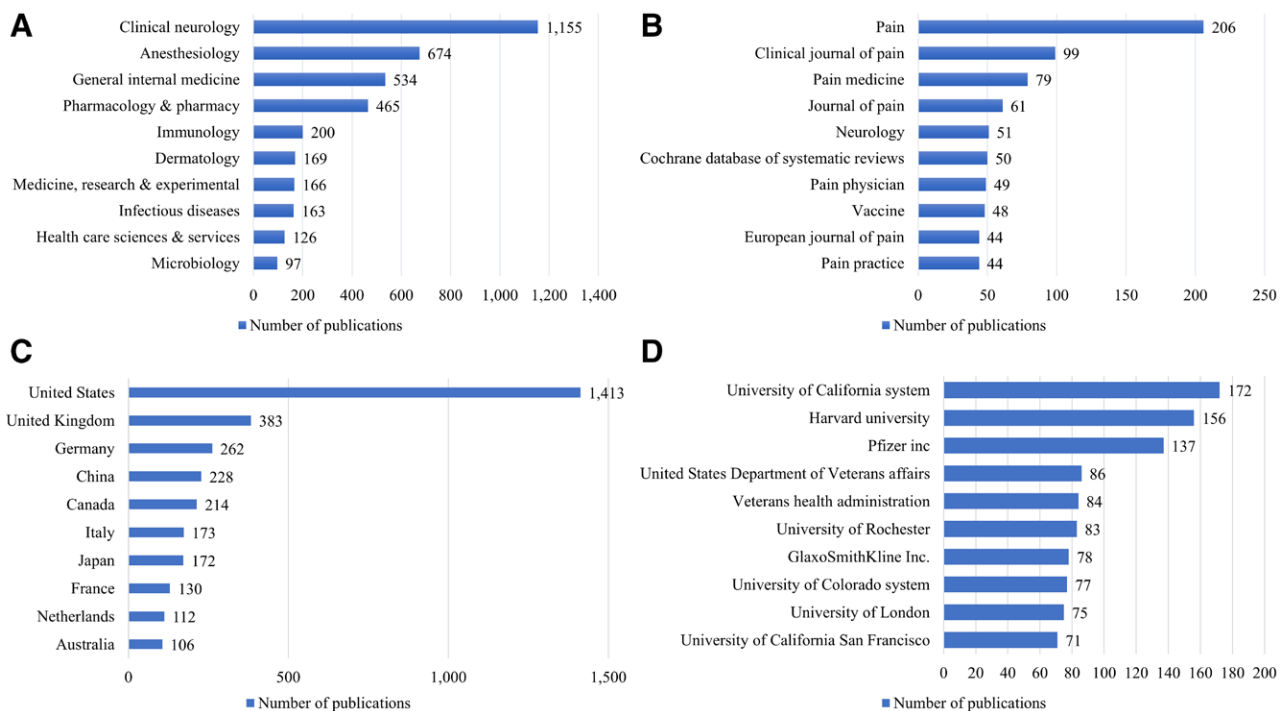 A
Clinical neurology 1,155
Anesthesiology 674
General internal medicine 534
Pharmacology & pharmacy 465
Immunology 200
Dermatology 169
Medicine, research & experimental 166
Infectious diseases 163
Health care sciences & services 126
Microbiology 97
0 200 400 600 800 1,000 1,200 1,400
Number of publications
B
Pain 206
Clinical journal of pain 99
Pain medicine 79
Journal of pain 61
Neurology 51
Cochrane database of systematic reviews 50
Pain physician 49
Vaccine 48
European journal of pain 44
Pain practice 44
0 50 100 150 200 250
Number of publications
C
United States 1,413
United Kingdom 383
Germany 262
China 228
Canada 214
Italy 173
Japan 172
France 130
Netherlands 112
Australia 106
0 500 1,000 1,500
Number of publications
D
University of California system 172
Harvard university 156
Pfizer inc 137
United States Department of Veterans affairs 86
Veterans health administration 84
University of Rochester 83
GlaxoSmithKline Inc. 78
University of Colorado system 77
University of London 75
University of California San Francisco 71
0 20 40 60 80 100 120 140 160 180 200
Number of publications